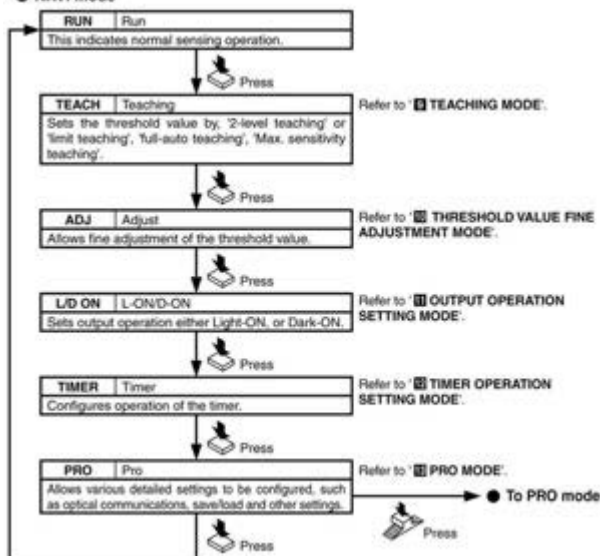 RUN Run
This indicates normal sensing operation.
Press
TEACH Teaching
Refer to ' TEACHING MODE'.
Sets the threshold value by, '2-level teaching' or
'limit teaching', 'full-auto teaching', 'Max. sensitivity
teaching'.
Press
ADJ Adjust
Refer to '10 THRESHOLD VALUE FINE
ADJUSTMENT MODE'.
Allows fine adjustment of the threshold value.
Press
L/D ON L-ON/D-ON
Refer to '11 OUTPUT OPERATION
SETTING MODE'.
Sets output operation either Light-ON, or Dark-ON.
Press
TIMER Timer
Refer to '12 TIMER OPERATION
SETTING MODE'.
Configures operation of the timer.
Press
PRO Pro
Refer to '13 PRO MODE'.
Allows various detailed settings to be configured, such
as optical communications, save/load and other settings.
● To PRO mode
Press
Press